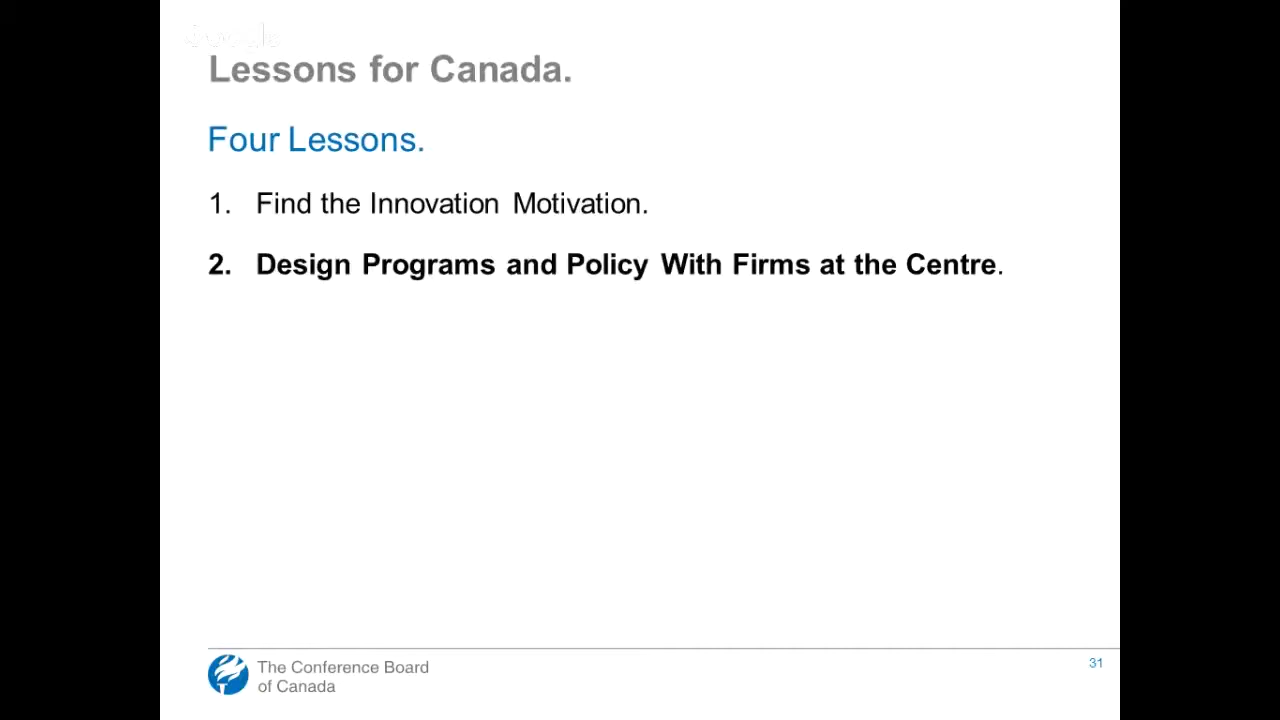 Lessons for Canada.
Four Lessons.
1. Find the Innovation Motivation.
2. Design Programs and Policy With Firms at the Centre.
The Conference Board
of Canada
31